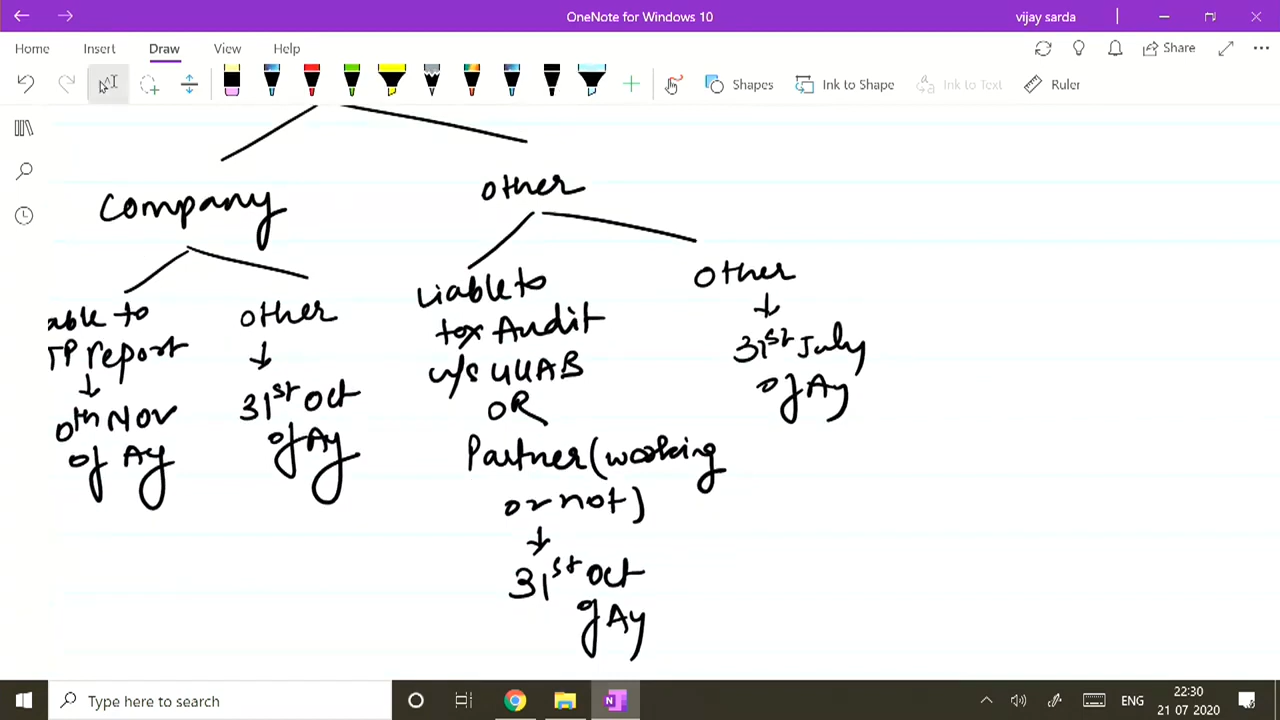 OneNote for Windows 10
vijay sarda
Home
Insert
Draw
View
Help
Share
Shapes
Ink to Shape
Ink to Text
Ruler
Company
other
able to
TP report
0th Nov
of Ay
other
31st Oct
of Ay
Liable to
tax Audit
u/s 44AB
OR
Partner (working
or not)
31st Oct
of Ay
other
31st July
of Ay
Type here to search
ENG
22:30
21 07 2020